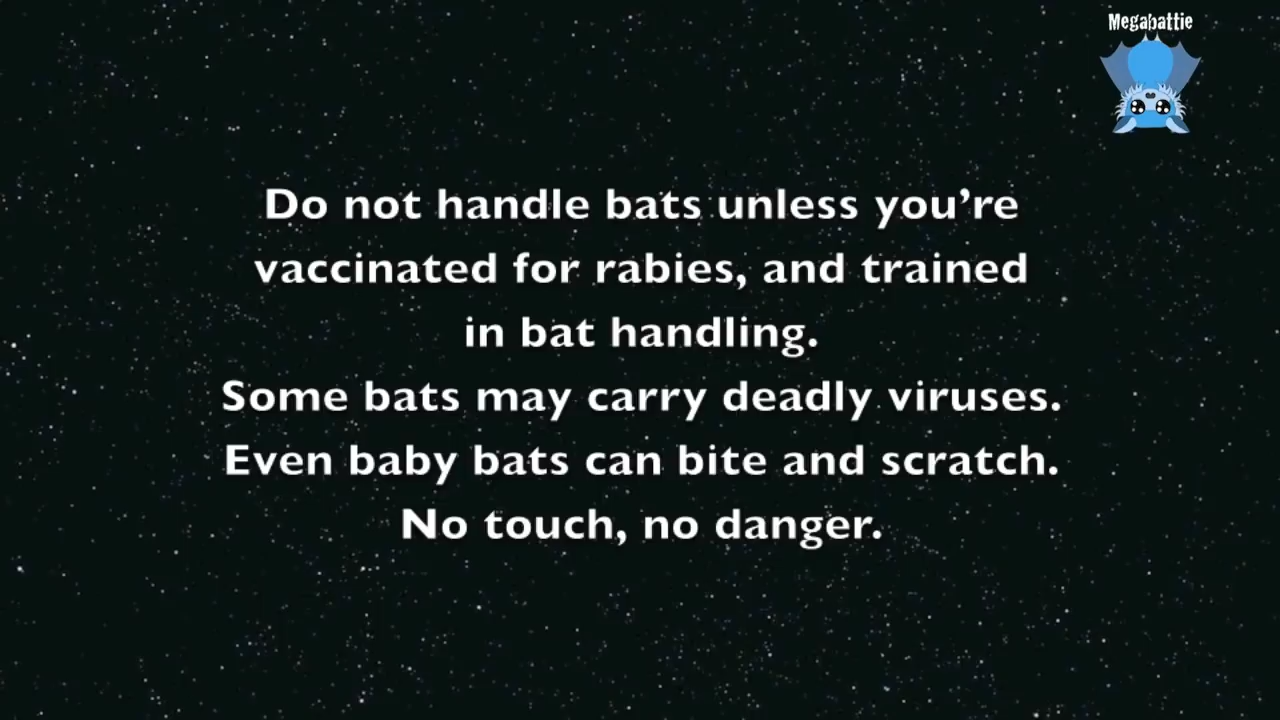 Megabattie
Do not handle bats unless you’re
vaccinated for rabies, and trained
in bat handling.
Some bats may carry deadly viruses.
Even baby bats can bite and scratch.
No touch, no danger.